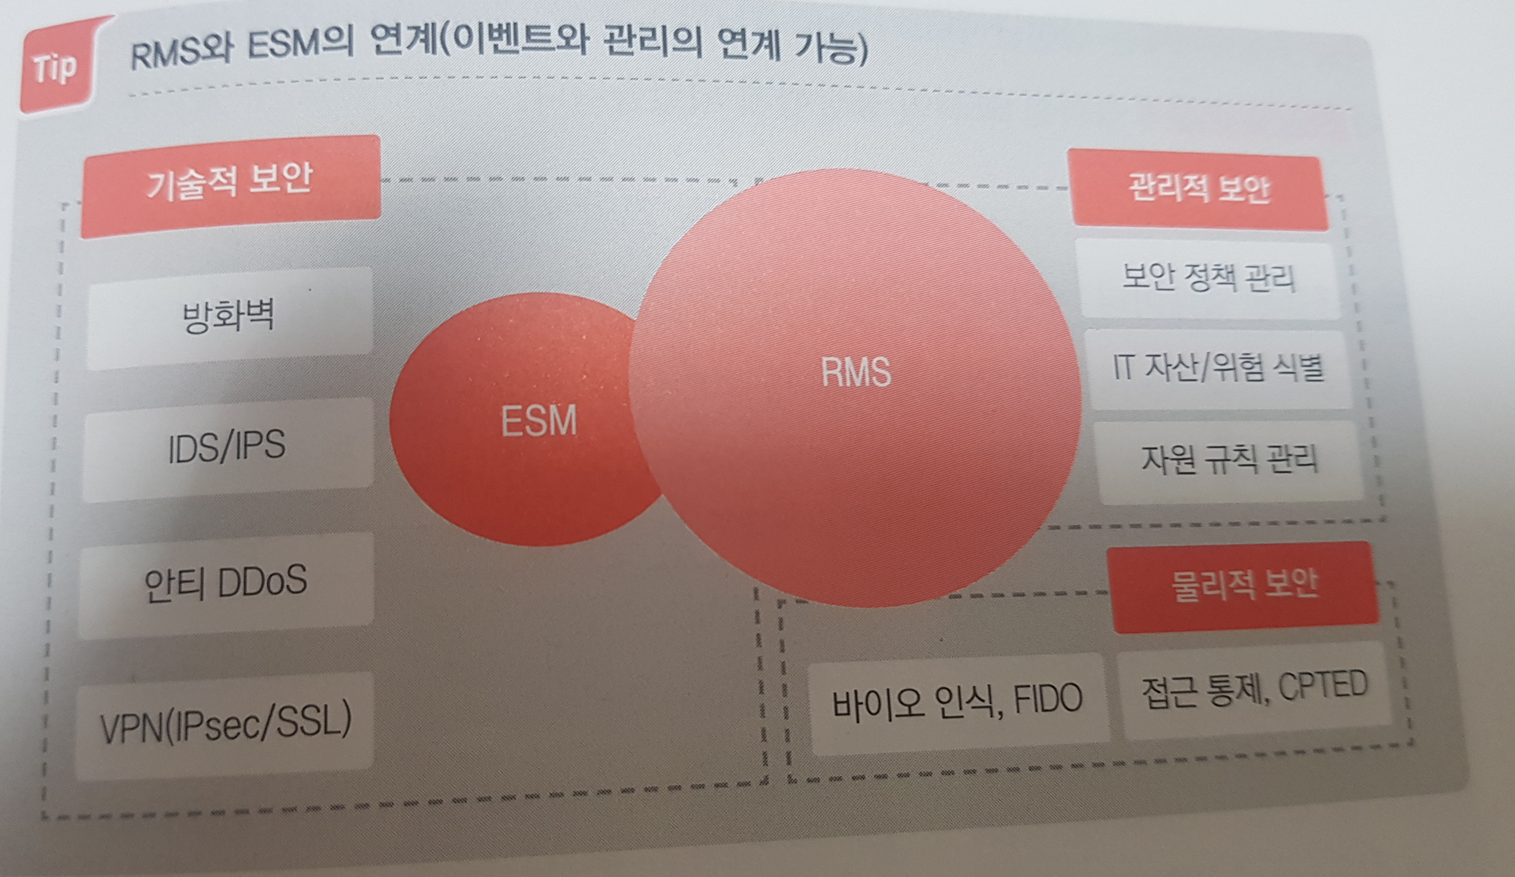 Tip
RMS와 ESM의 연계(이벤트와 관리의 연계 가능)
기술적 보안
방화벽
IDS/IPS
안티 DDoS
VPN(IPsec/SSL)
ESM
RMS
관리적 보안
보안 정책 관리
IT 자산/위험 식별
자원 규칙 관리
물리적 보안
바이오 인식, FIDO
접근 통제, CPTED